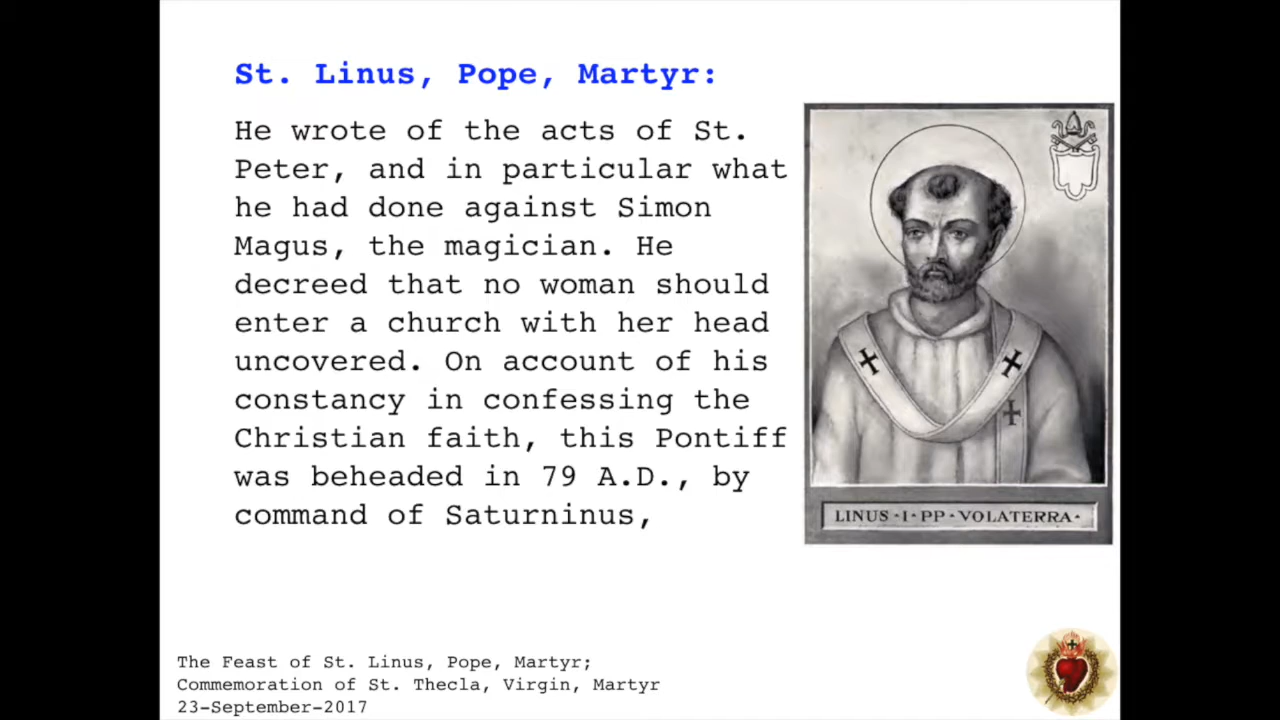 St. Linus, Pope, Martyr:
He wrote of the acts of St.
Peter, and in particular what
he had done against Simon
Magus, the magician. He
decreed that no woman should
enter a church with her head
uncovered. On account of his
constancy in confessing the
Christian faith, this Pontiff
was beheaded in 79 A.D., by
command of Saturninus,
LINUS · I · PP · VOLATERRA ·
The Feast of St. Linus, Pope, Martyr;
Commemoration of St. Thecla, Virgin, Martyr
23-September-2017